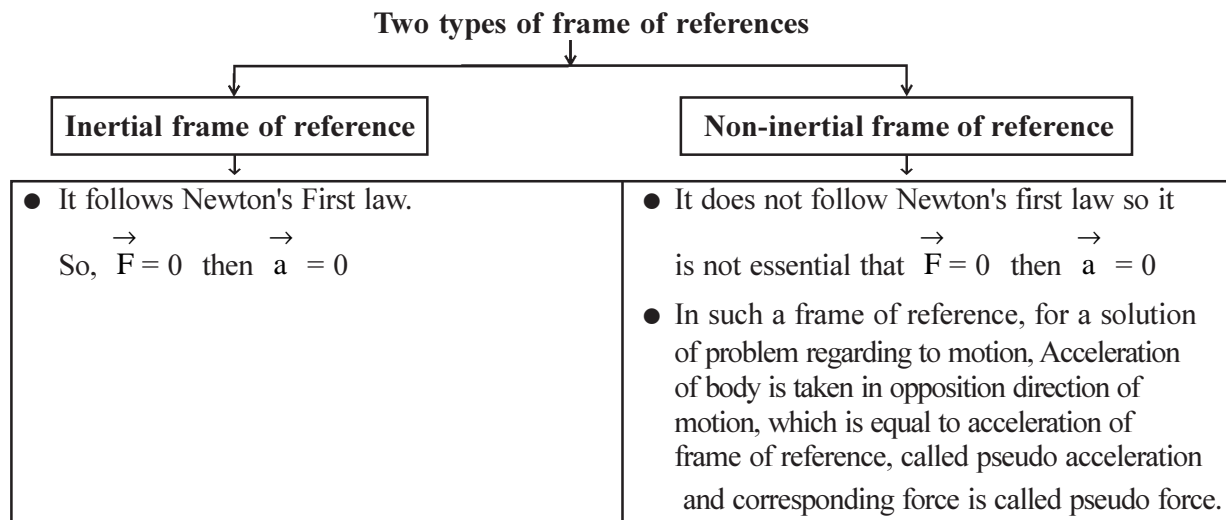 Two types of frame of references
Inertial frame of reference
Non-inertial frame of reference
● It follows Newton's First law.
So, F⃗ = 0 then a⃗ = 0
● It does not follow Newton's first law so it
is not essential that F⃗ = 0 then a⃗ = 0
● In such a frame of reference, for a solution
of problem regarding to motion, Acceleration
of body is taken in opposition direction of
motion, which is equal to acceleration of
frame of reference, called pseudo acceleration
and corresponding force is called pseudo force.